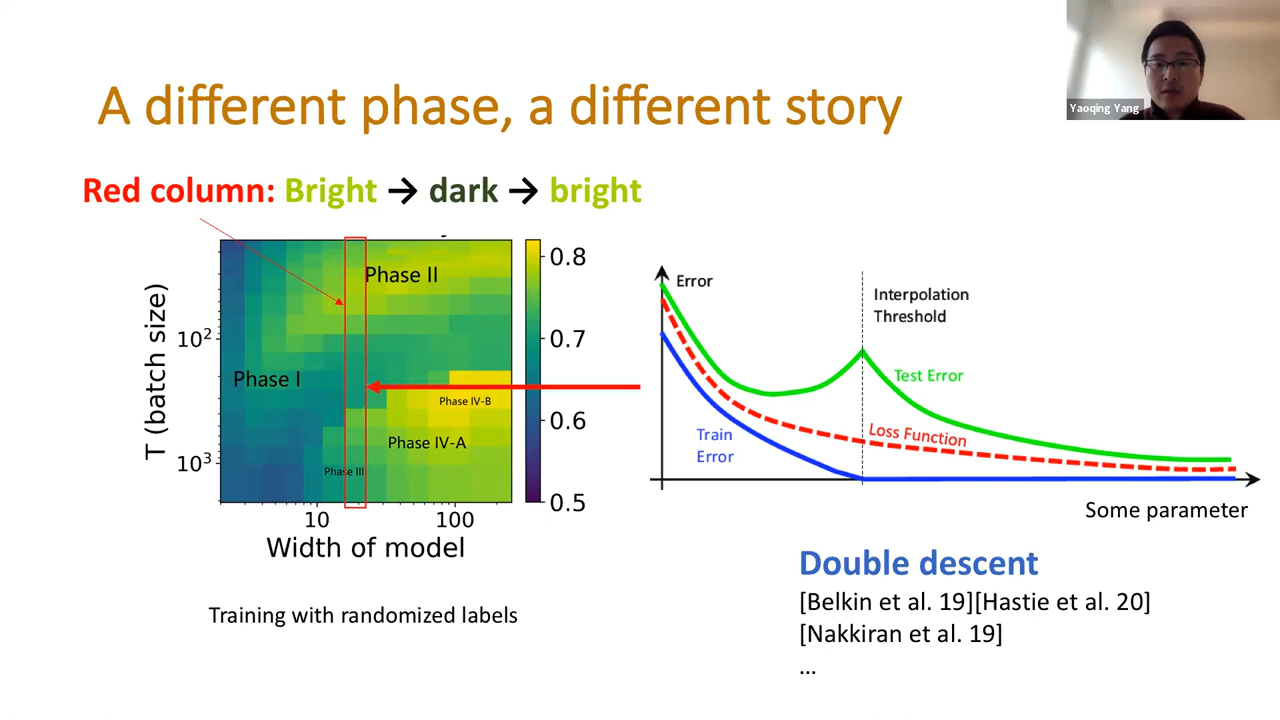 A different phase, a different story
Yaoqing Yang
Red column: Bright → dark → bright
Phase II
Phase I
Phase IV-B
Phase IV-A
Phase III
T (batch size)
10²
10³
10
100
Width of model
0.8
0.7
0.6
0.5
Training with randomized labels
Error
Interpolation
Threshold
Test Error
Loss Function
Train
Error
Some parameter
Double descent
[Belkin et al. 19][Hastie et al. 20]
[Nakkiran et al. 19]
...